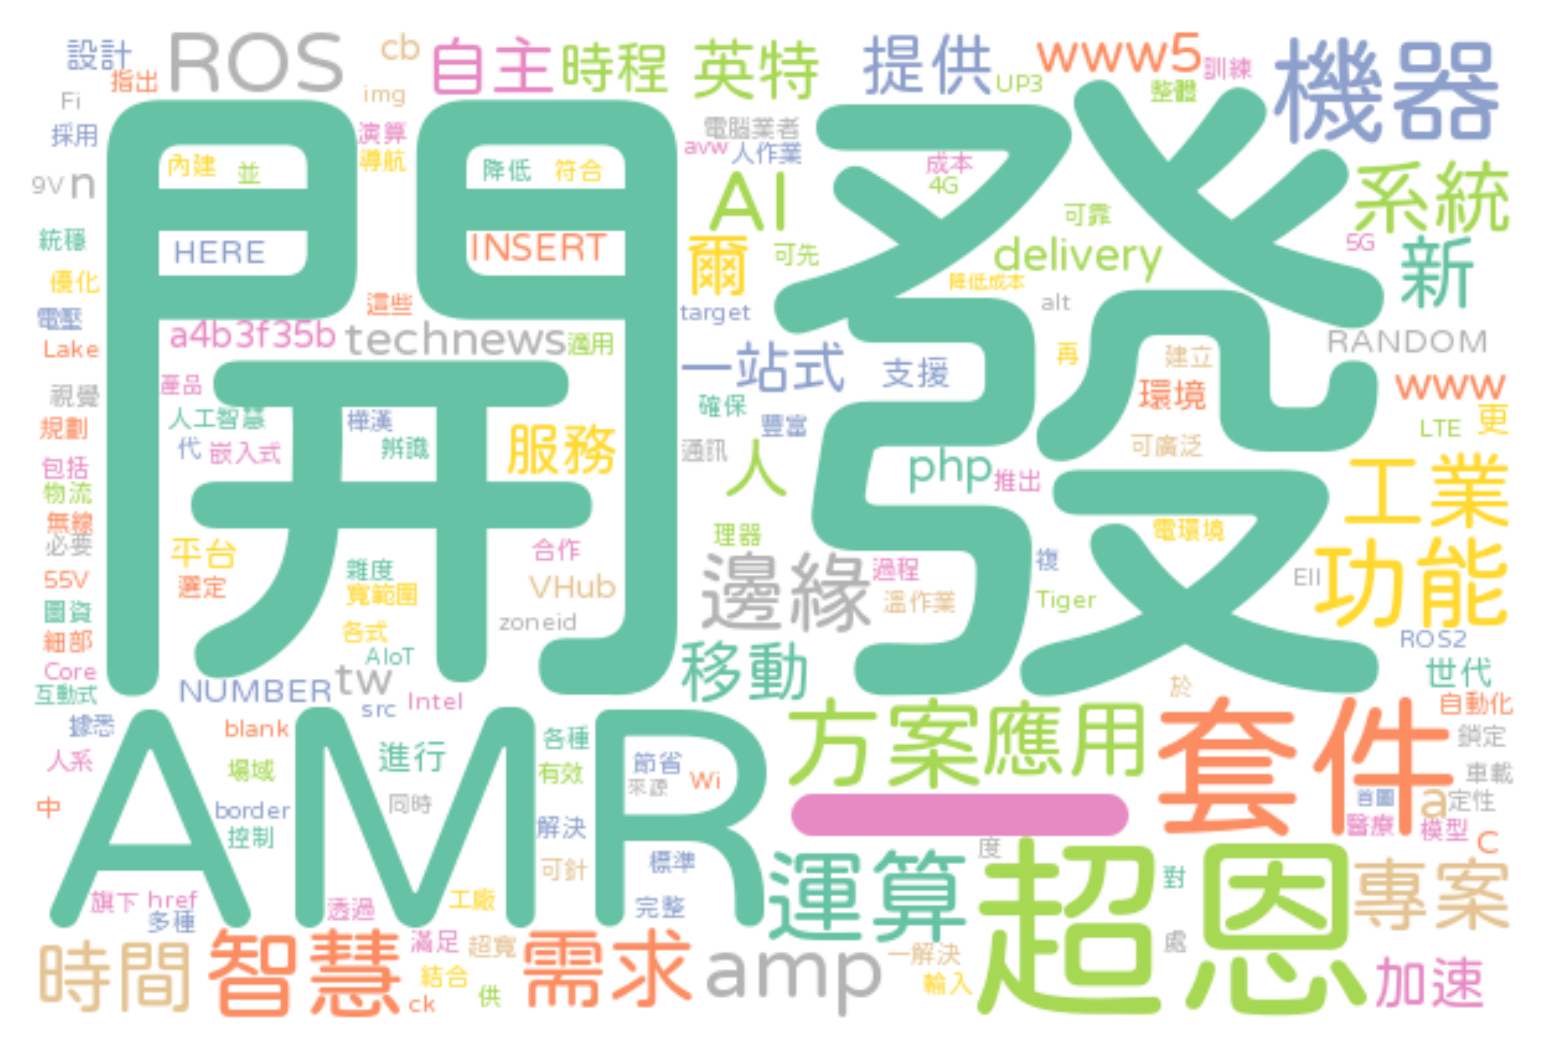 設計
指出
ROS
cb
img
自主
時程
英特
提供
UP3
www5
訓練
整體
機器
Fi
採用
9V
n
統穩
優化
電壓
Lake
視覺
規劃
包括
物流
無線
必要
55V
圖資
細部
Core
互動式
開發
內建
並
演算
導航
降低
符合
HERE
INSERT
這些
a4b3f35b
technews
適用
產品
人工智慧
代
嵌入式
樺漢
辨識
服務
平台
選定
雜度
寬範圍
各式
AIoT
合作
VHub
zoneid
電腦業者
avw
人作業
AI
爾
可先
target
一站式
支援
確保
豐富
通訊
人
理器
邊緣
移動
成本
4G
可靠
delivery
降低成本
alt
再
建立
環境
可廣泛
php
推出
電環境
過程
溫作業
複
Tiger
EII
系統
5G
新
RANDOM
www
LTE
更
工業
功能
ROS2
世代
自動化
NUMBER
tw
src
Intel
據悉
人系
中
blank
場域
border
控制
AMR
進行
同時
各種
有效
解決
可針
節省
來源
Wi
標準
完整
旗下
href
多種
透過
工廠
方案
應用
於
套件
鎖定
車載
首圖
a
定性
醫療
模型
C
一
運算
度
超恩
對
處
專案
時間
智慧
ck
滿足
結合
超寬
供
需求
amp
一解決
輸入
加速